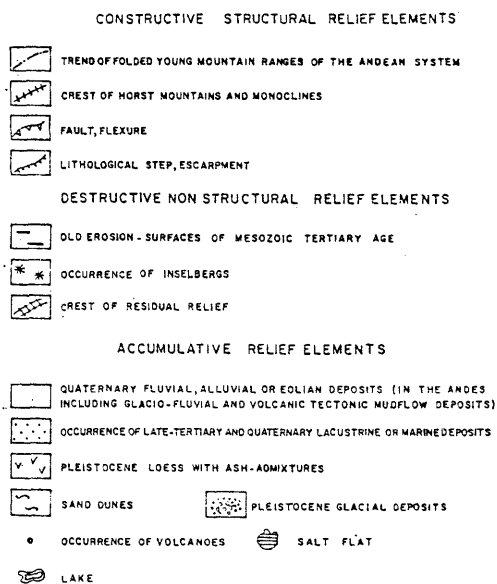 CONSTRUCTIVE STRUCTURAL RELIEF ELEMENTS
TREND OF FOLDED YOUNG MOUNTAIN RANGES OF THE ANDEAN SYSTEM
CREST OF HORST MOUNTAINS AND MONOCLINES
FAULT, FLEXURE
LITHOLOGICAL STEP, ESCARPMENT
DESTRUCTIVE NON STRUCTURAL RELIEF ELEMENTS
OLD EROSION - SURFACES OF MESOZOIC TERTIARY AGE
OCCURRENCE OF INSELBERGS
CREST OF RESIDUAL RELIEF
ACCUMULATIVE RELIEF ELEMENTS
QUATERNARY FLUVIAL, ALLUVIAL OR EOLIAN DEPOSITS (IN THE ANDES
INCLUDING GLACIO-FLUVIAL AND VOLCANIC TECTONIC MUDFLOW DEPOSITS)
OCCURRENCE OF LATE-TERTIARY AND QUATERNARY LACUSTRINE OR MARINE DEPOSITS
PLEISTOCENE LOESS WITH ASH-ADMIXTURES
SAND DUNES PLEISTOCENE GLACIAL DEPOSITS
OCCURRENCE OF VOLCANOES SALT FLAT
LAKE